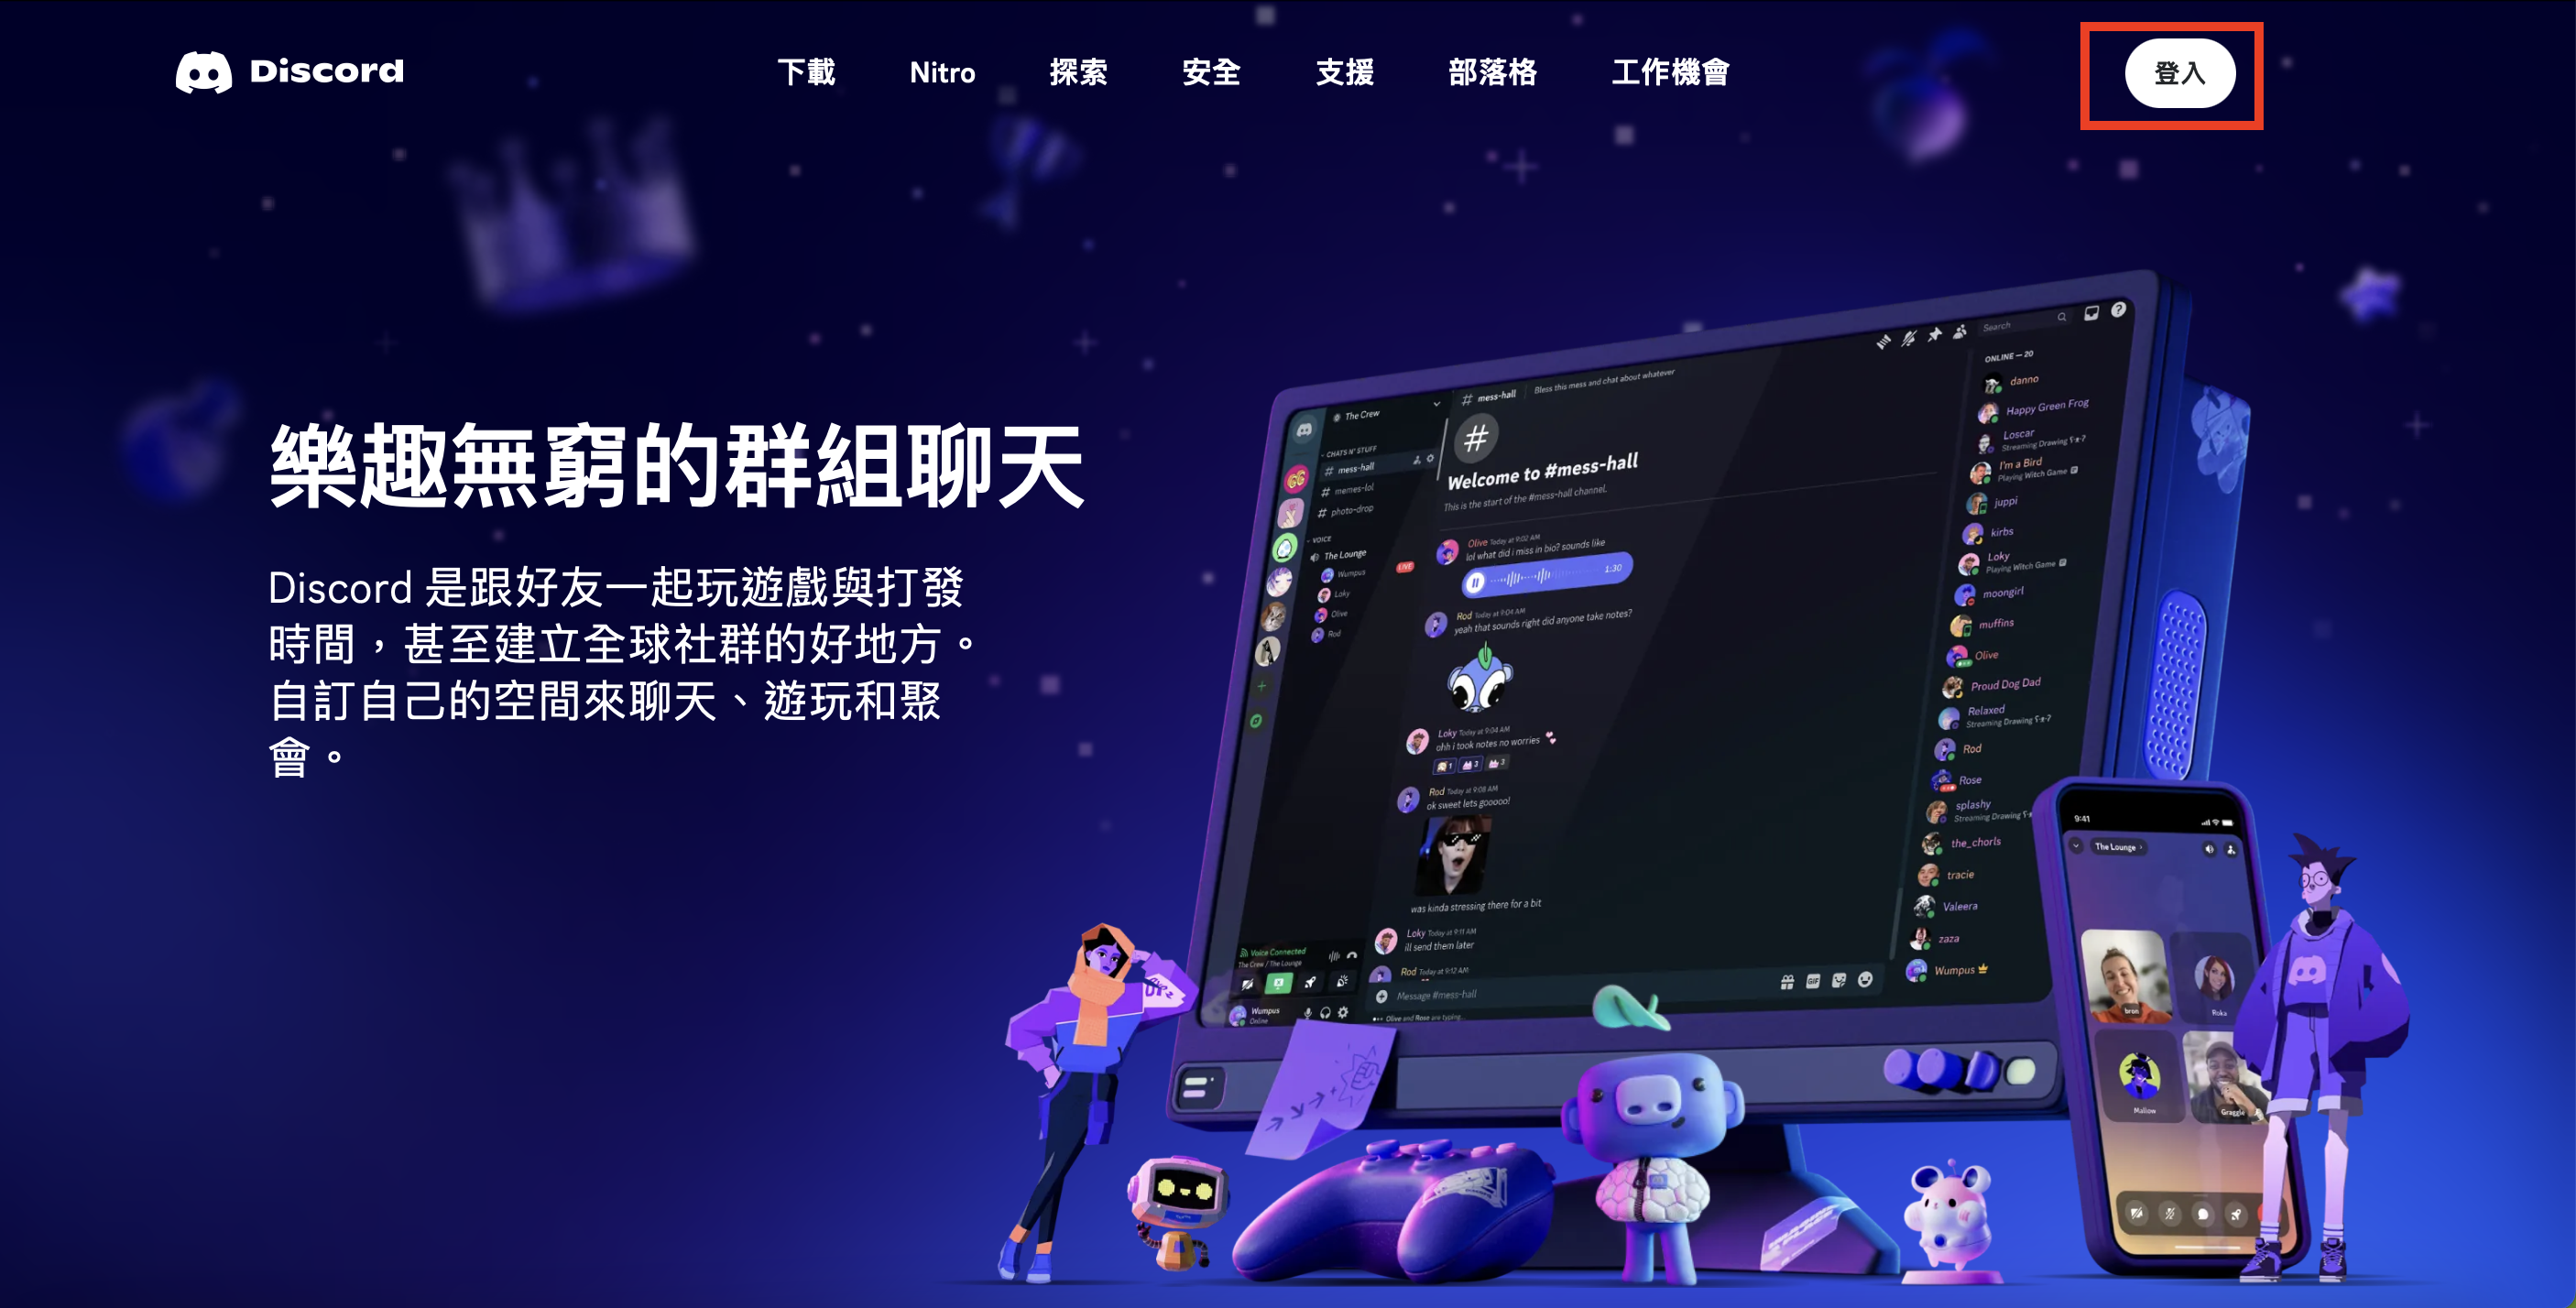 Discord
下載
Nitro
探索
安全
支援
部落格
工作機會
登入
樂趣無窮的群組聊天
Discord 是跟好友一起玩遊戲與打發
時間，甚至建立全球社群的好地方。
自訂自己的空間來聊天、遊玩和聚
會。
The Crew
CHATS N' STUFF
mess-hall
memes-lol
photo-drop
VOICE
The Lounge
Wumpus
LIVE
Loky
Olive
Rod
Voice Connected
The Crew / The Lounge
Wumpus
Online
# mess-hall
Bless this mess and chat about whatever
Search
#
Welcome to #mess-hall
This is the start of the #mess-hall channel.
Olive Today at 9:02 AM
lol what did i miss in bio? sounds like
1:30
Rod Today at 9:04 AM
yeah that sounds right did anyone take notes?
Loky Today at 9:04 AM
ohh i took notes no worries
1 3 3
Rod Today at 9:08 AM
ok sweet lets gooooo!
was kinda stressing there for a bit
Loky Today at 9:11 AM
ill send them later
Rod Today at 9:12 AM
Message #mess-hall
GIF
Olive and Rose are typing...
ONLINE — 20
danno
Happy Green Frog
Loscar
Streaming Drawing
I'm a Bird
Playing Witch Game
juppi
kirbs
Loky
Playing Witch Game
moongirl
muffins
Olive
Proud Dog Dad
Relaxed
Streaming Drawing
Rod
Rose
splashy
Streaming Drawing
the_chorls
tracie
Valeera
zaza
Wumpus
9:41
The Lounge
bron
Roka
Mallow
Graggle